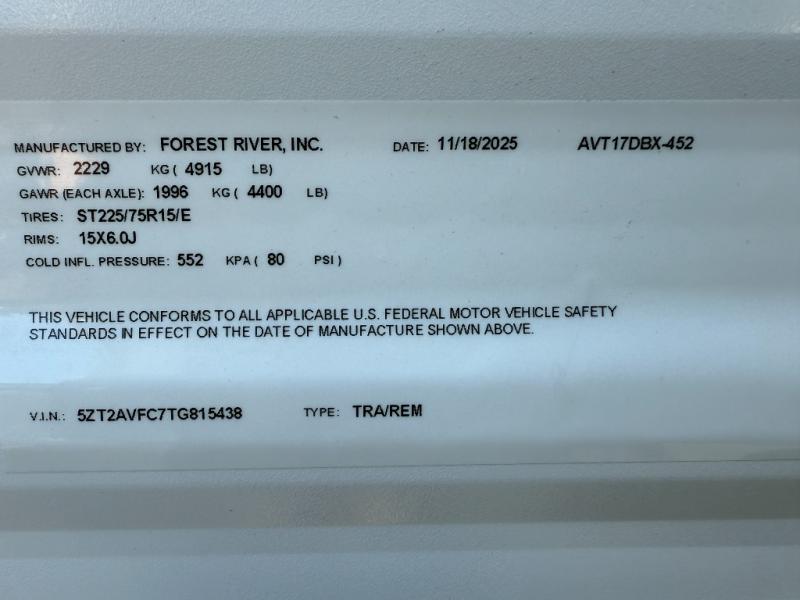 MANUFACTURED BY: FOREST RIVER, INC. DATE: 11/18/2025 AVT17DBX-452
GVWR: 2229 KG ( 4915 LB)
GAWR (EACH AXLE): 1996 KG ( 4400 LB)
TIRES: ST225/75R15/E
RIMS: 15X6.0J
COLD INFL. PRESSURE: 552 KPA ( 80 PSI )
THIS VEHICLE CONFORMS TO ALL APPLICABLE U.S. FEDERAL MOTOR VEHICLE SAFETY
STANDARDS IN EFFECT ON THE DATE OF MANUFACTURE SHOWN ABOVE.
V.I.N.: 5ZT2AVFC7TG815438 TYPE: TRA/REM